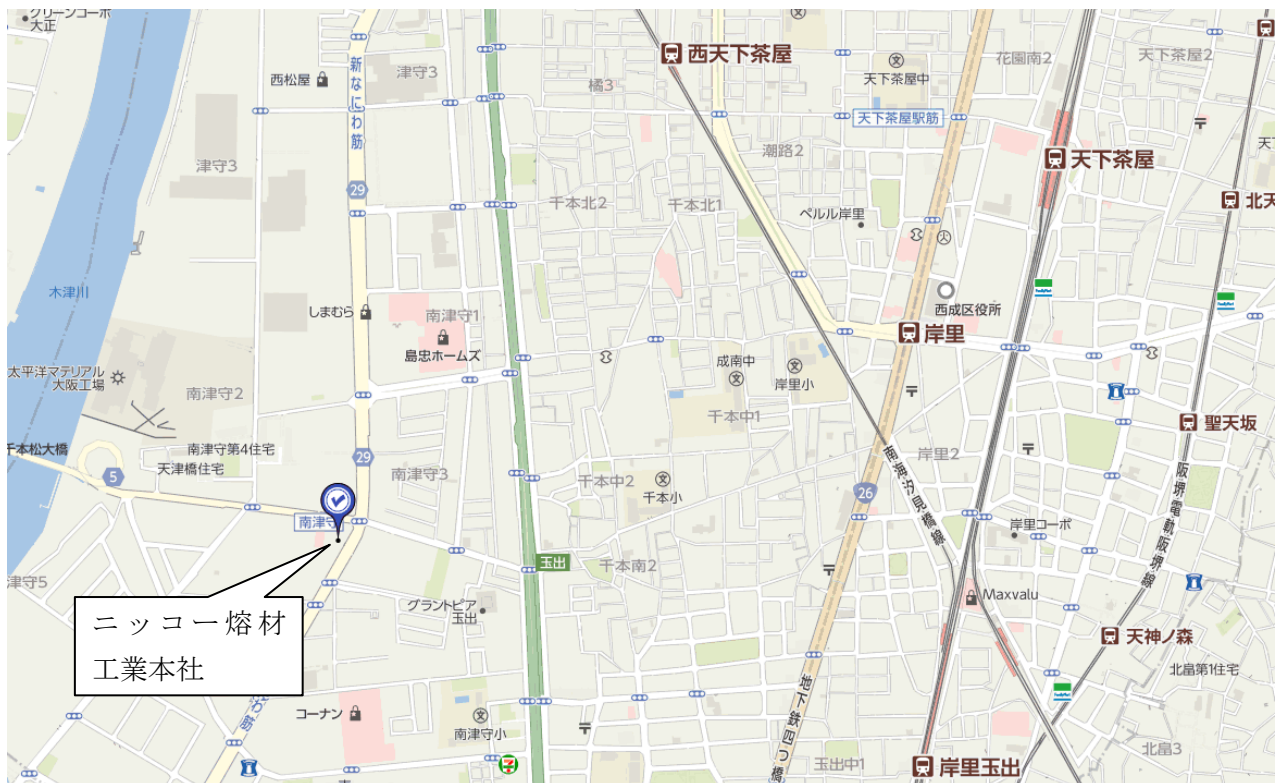 グリーンコーポ
大正
西松屋
新なにわ筋
津守3
西天下茶屋
橘3
天下茶屋中
花園南2
天下茶屋2
天下茶屋駅筋
潮路2
天下茶屋
津守3
29
千本北2
千本北1
ペルル岸里
北天
木津川
しまむら
南津守1
島忠ホームズ
西成区役所
岸里
太平洋マテリアル
大阪工場
南津守2
成南中
岸里小
千本中1
聖天坂
千本松大橋
南津守第4住宅
天津橋住宅
29
5
南津守3
千本中2
千本小
26
岸里2
南海汐見橋線
阪堺電動阪堺線
南津守
岸里コーポ
玉出
千本南2
津守5
グラントピア
玉出
Maxvalu
ニッコー熔材
工業本社
天神ノ森
北畠第1住宅
コーナン
わ筋
南津守小
地下鉄四つ橋
北畠3
玉出中1
岸里玉出